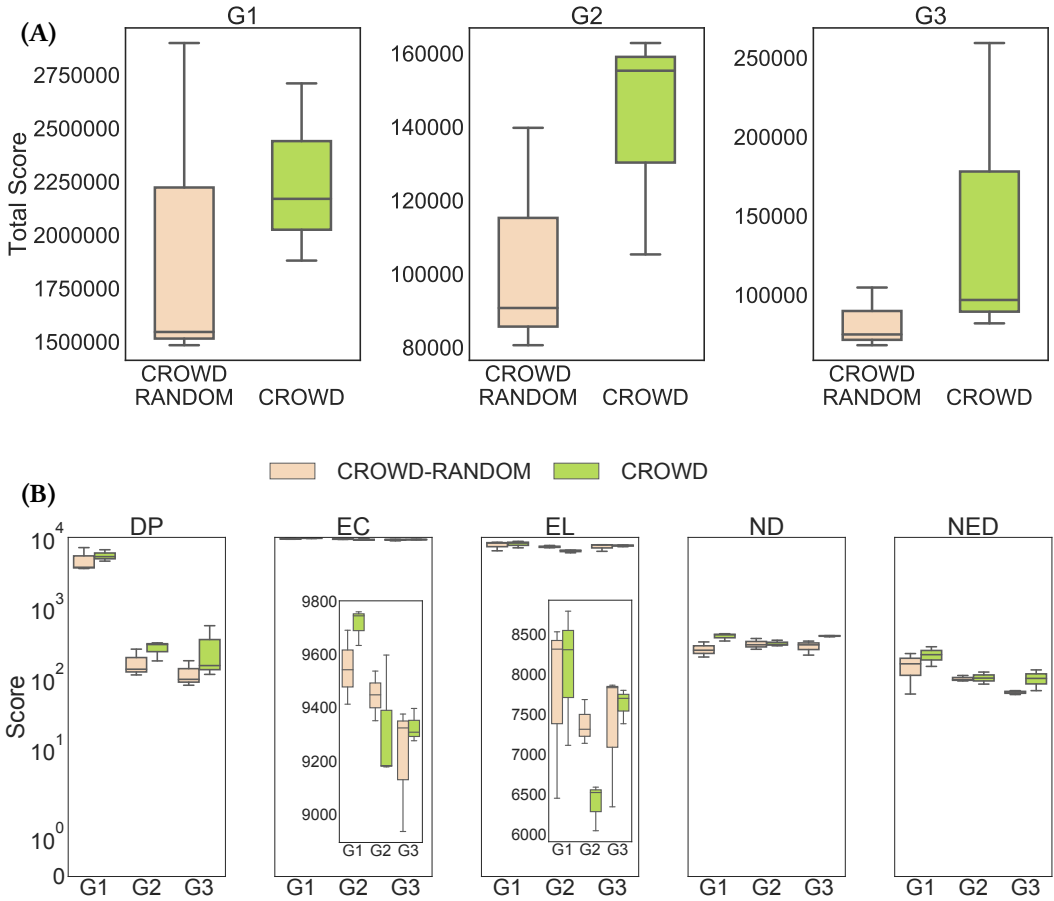 (A)
G1 G2 G3
Total Score
2750000
2500000
2250000
2000000
1750000
1500000
160000
140000
120000
100000
80000
250000
200000
150000
100000
CROWD
RANDOM CROWD
CROWD
RANDOM CROWD
CROWD
RANDOM CROWD
CROWD-RANDOM CROWD
(B)
DP EC EL ND NED
Score
10^4
10^3
10^2
10^1
10^0
0
9800
9600
9400
9200
9000
G1 G2 G3
8500
8000
7500
7000
6500
6000
G1 G2 G3
G1 G2 G3 G1 G2 G3 G1 G2 G3 G1 G2 G3 G1 G2 G3